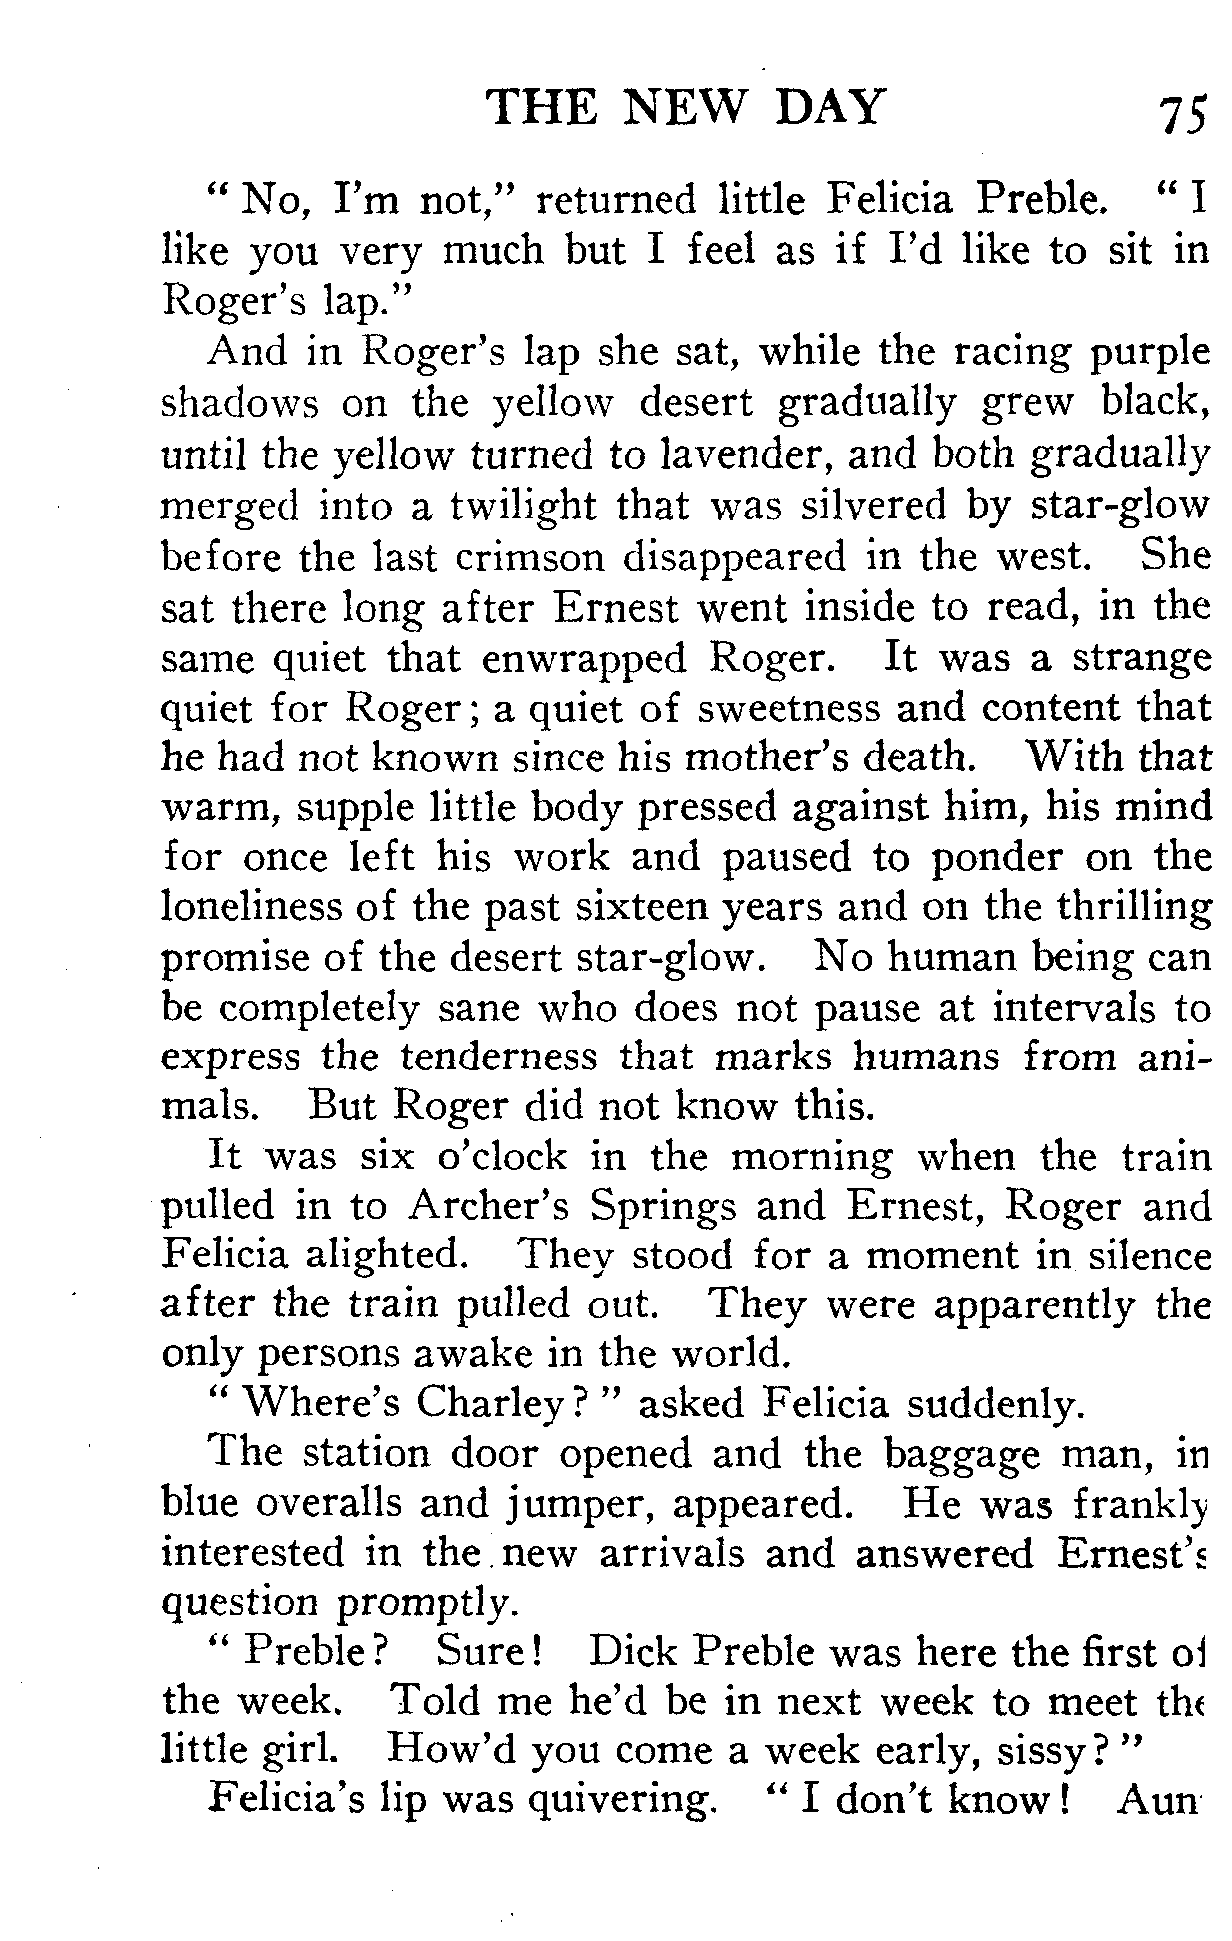 THE NEW DAY 75
" No, I'm not," returned little Felicia Preble. " I
like you very much but I feel as if I'd like to sit in
Roger's lap."
And in Roger's lap she sat, while the racing purple
shadows on the yellow desert gradually grew black,
until the yellow turned to lavender, and both gradually
merged into a twilight that was silvered by star-glow
before the last crimson disappeared in the west. She
sat there long after Ernest went inside to read, in the
same quiet that enwrapped Roger. It was a strange
quiet for Roger; a quiet of sweetness and content that
he had not known since his mother's death. With that
warm, supple little body pressed against him, his mind
for once left his work and paused to ponder on the
loneliness of the past sixteen years and on the thrilling
promise of the desert star-glow. No human being can
be completely sane who does not pause at intervals to
express the tenderness that marks humans from ani-
mals. But Roger did not know this.
It was six o'clock in the morning when the train
pulled in to Archer's Springs and Ernest, Roger and
Felicia alighted. They stood for a moment in silence
after the train pulled out. They were apparently the
only persons awake in the world.
" Where's Charley? " asked Felicia suddenly.
The station door opened and the baggage man, in
blue overalls and jumper, appeared. He was frankly
interested in the new arrivals and answered Ernest's
question promptly.
" Preble? Sure! Dick Preble was here the first of
the week. Told me he'd be in next week to meet the
little girl. How'd you come a week early, sissy? "
Felicia's lip was quivering. " I don't know! Aun